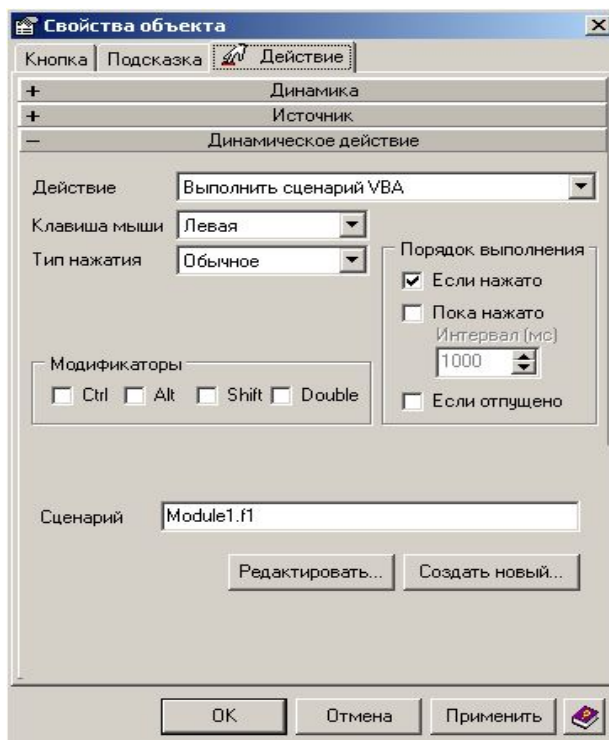 Свойства объекта
Кнопка Подсказка Действие
+ Динамика
+ Источник
− Динамическое действие
Действие Выполнить сценарий VBA
Клавиша мыши Левая
Тип нажатия Обычное
Порядок выполнения
Если нажато
Пока нажато
Интервал (мс)
1000
Если отпущено
Модификаторы
Ctrl Alt Shift Double
Сценарий Module1.f1
Редактировать... Создать новый...
OK Отмена Применить